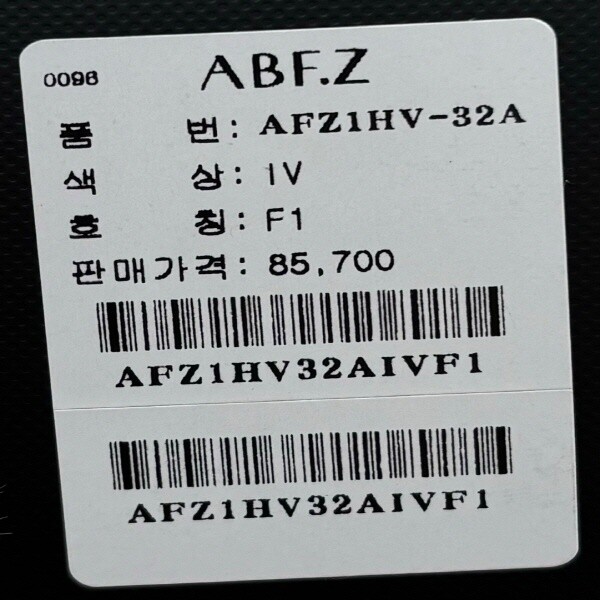 0096 ABF.Z
품 번: AFZ1HV-32A
색 상: IV
호 칭: F1
판매가격: 85,700
AFZ1HV32AIVF1
AFZ1HV32AIVF1